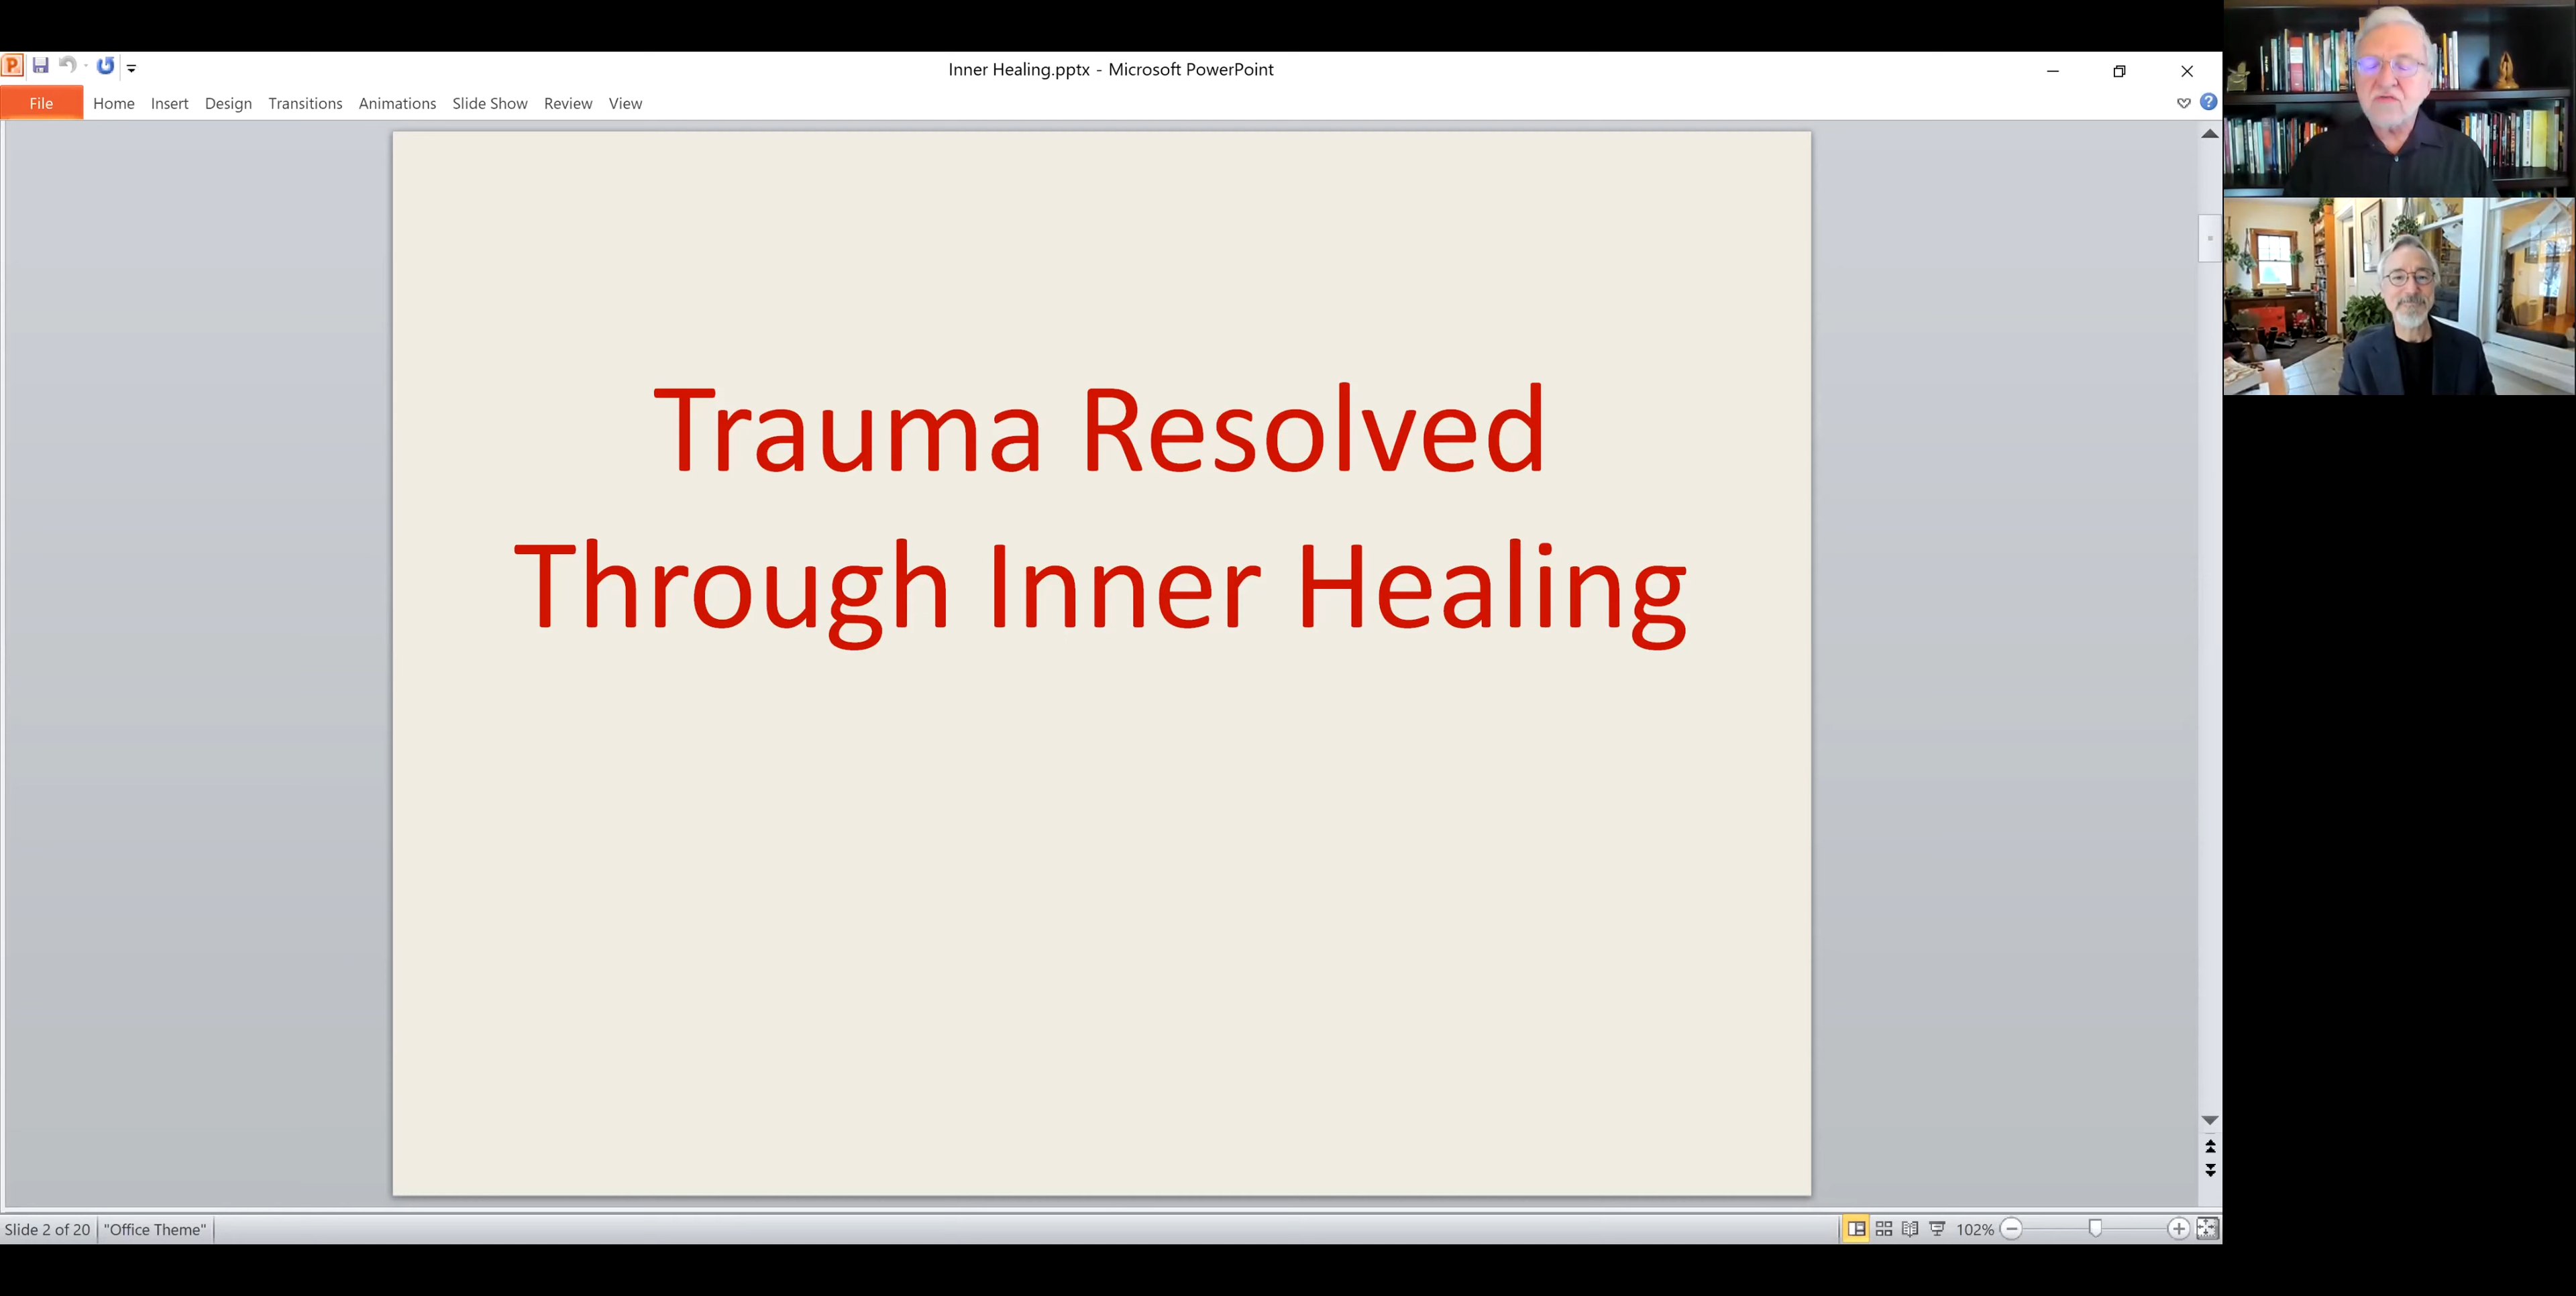 Inner Healing.pptx - Microsoft PowerPoint
File Home Insert Design Transitions Animations Slide Show Review View
Trauma Resolved
Through Inner Healing
Slide 2 of 20 "Office Theme" 102%